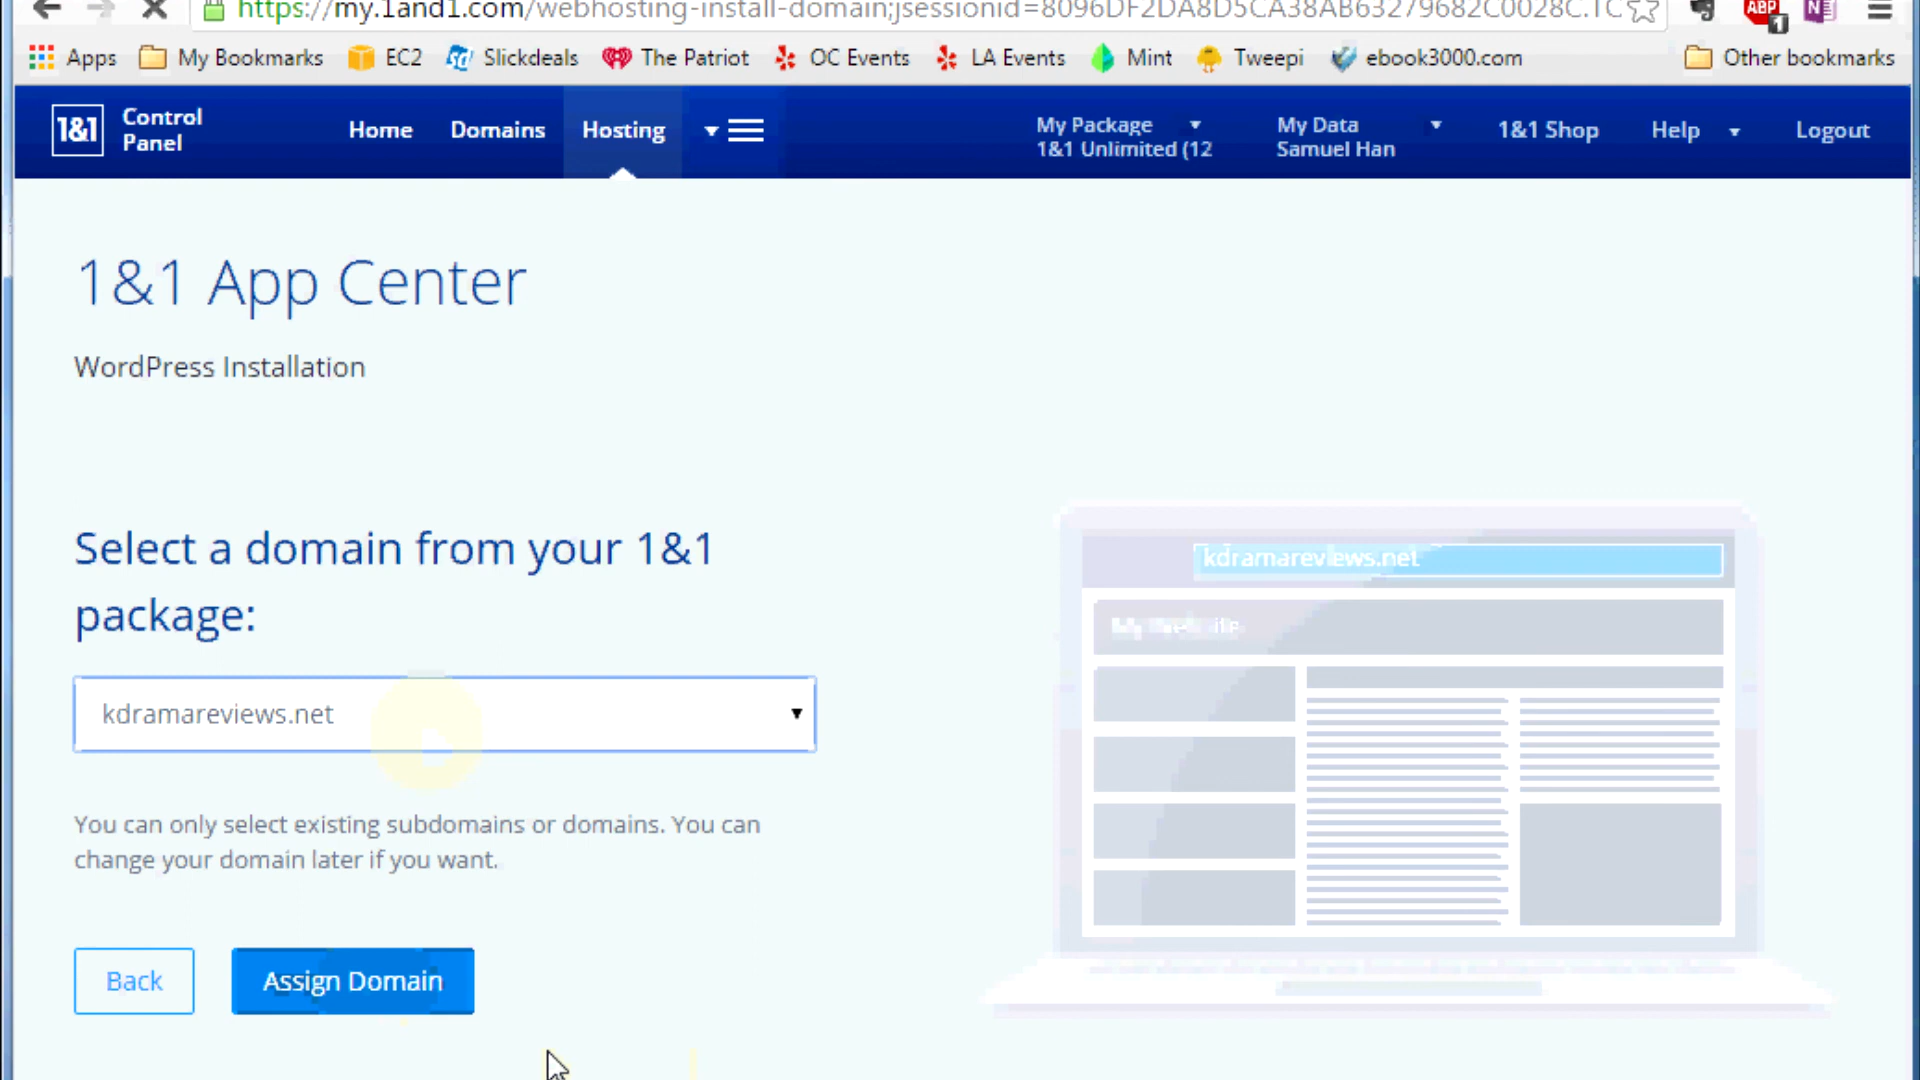 https://my.1and1.com/webhosting-install-domain;jsessionid=8096DF2DA8D5CA38AB63279682C0028C.TC
ABP
1
N
Apps
My Bookmarks
EC2
Slickdeals
The Patriot
OC Events
LA Events
Mint
Tweepi
ebook3000.com
Other bookmarks
1&1
Control
Panel
Home
Domains
Hosting
My Package
1&1 Unlimited (12
My Data
Samuel Han
1&1 Shop
Help
Logout
1&1 App Center
WordPress Installation
Select a domain from your 1&1
package:
kdramareviews.net
You can only select existing subdomains or domains. You can
change your domain later if you want.
Back
Assign Domain
kdramareviews.net